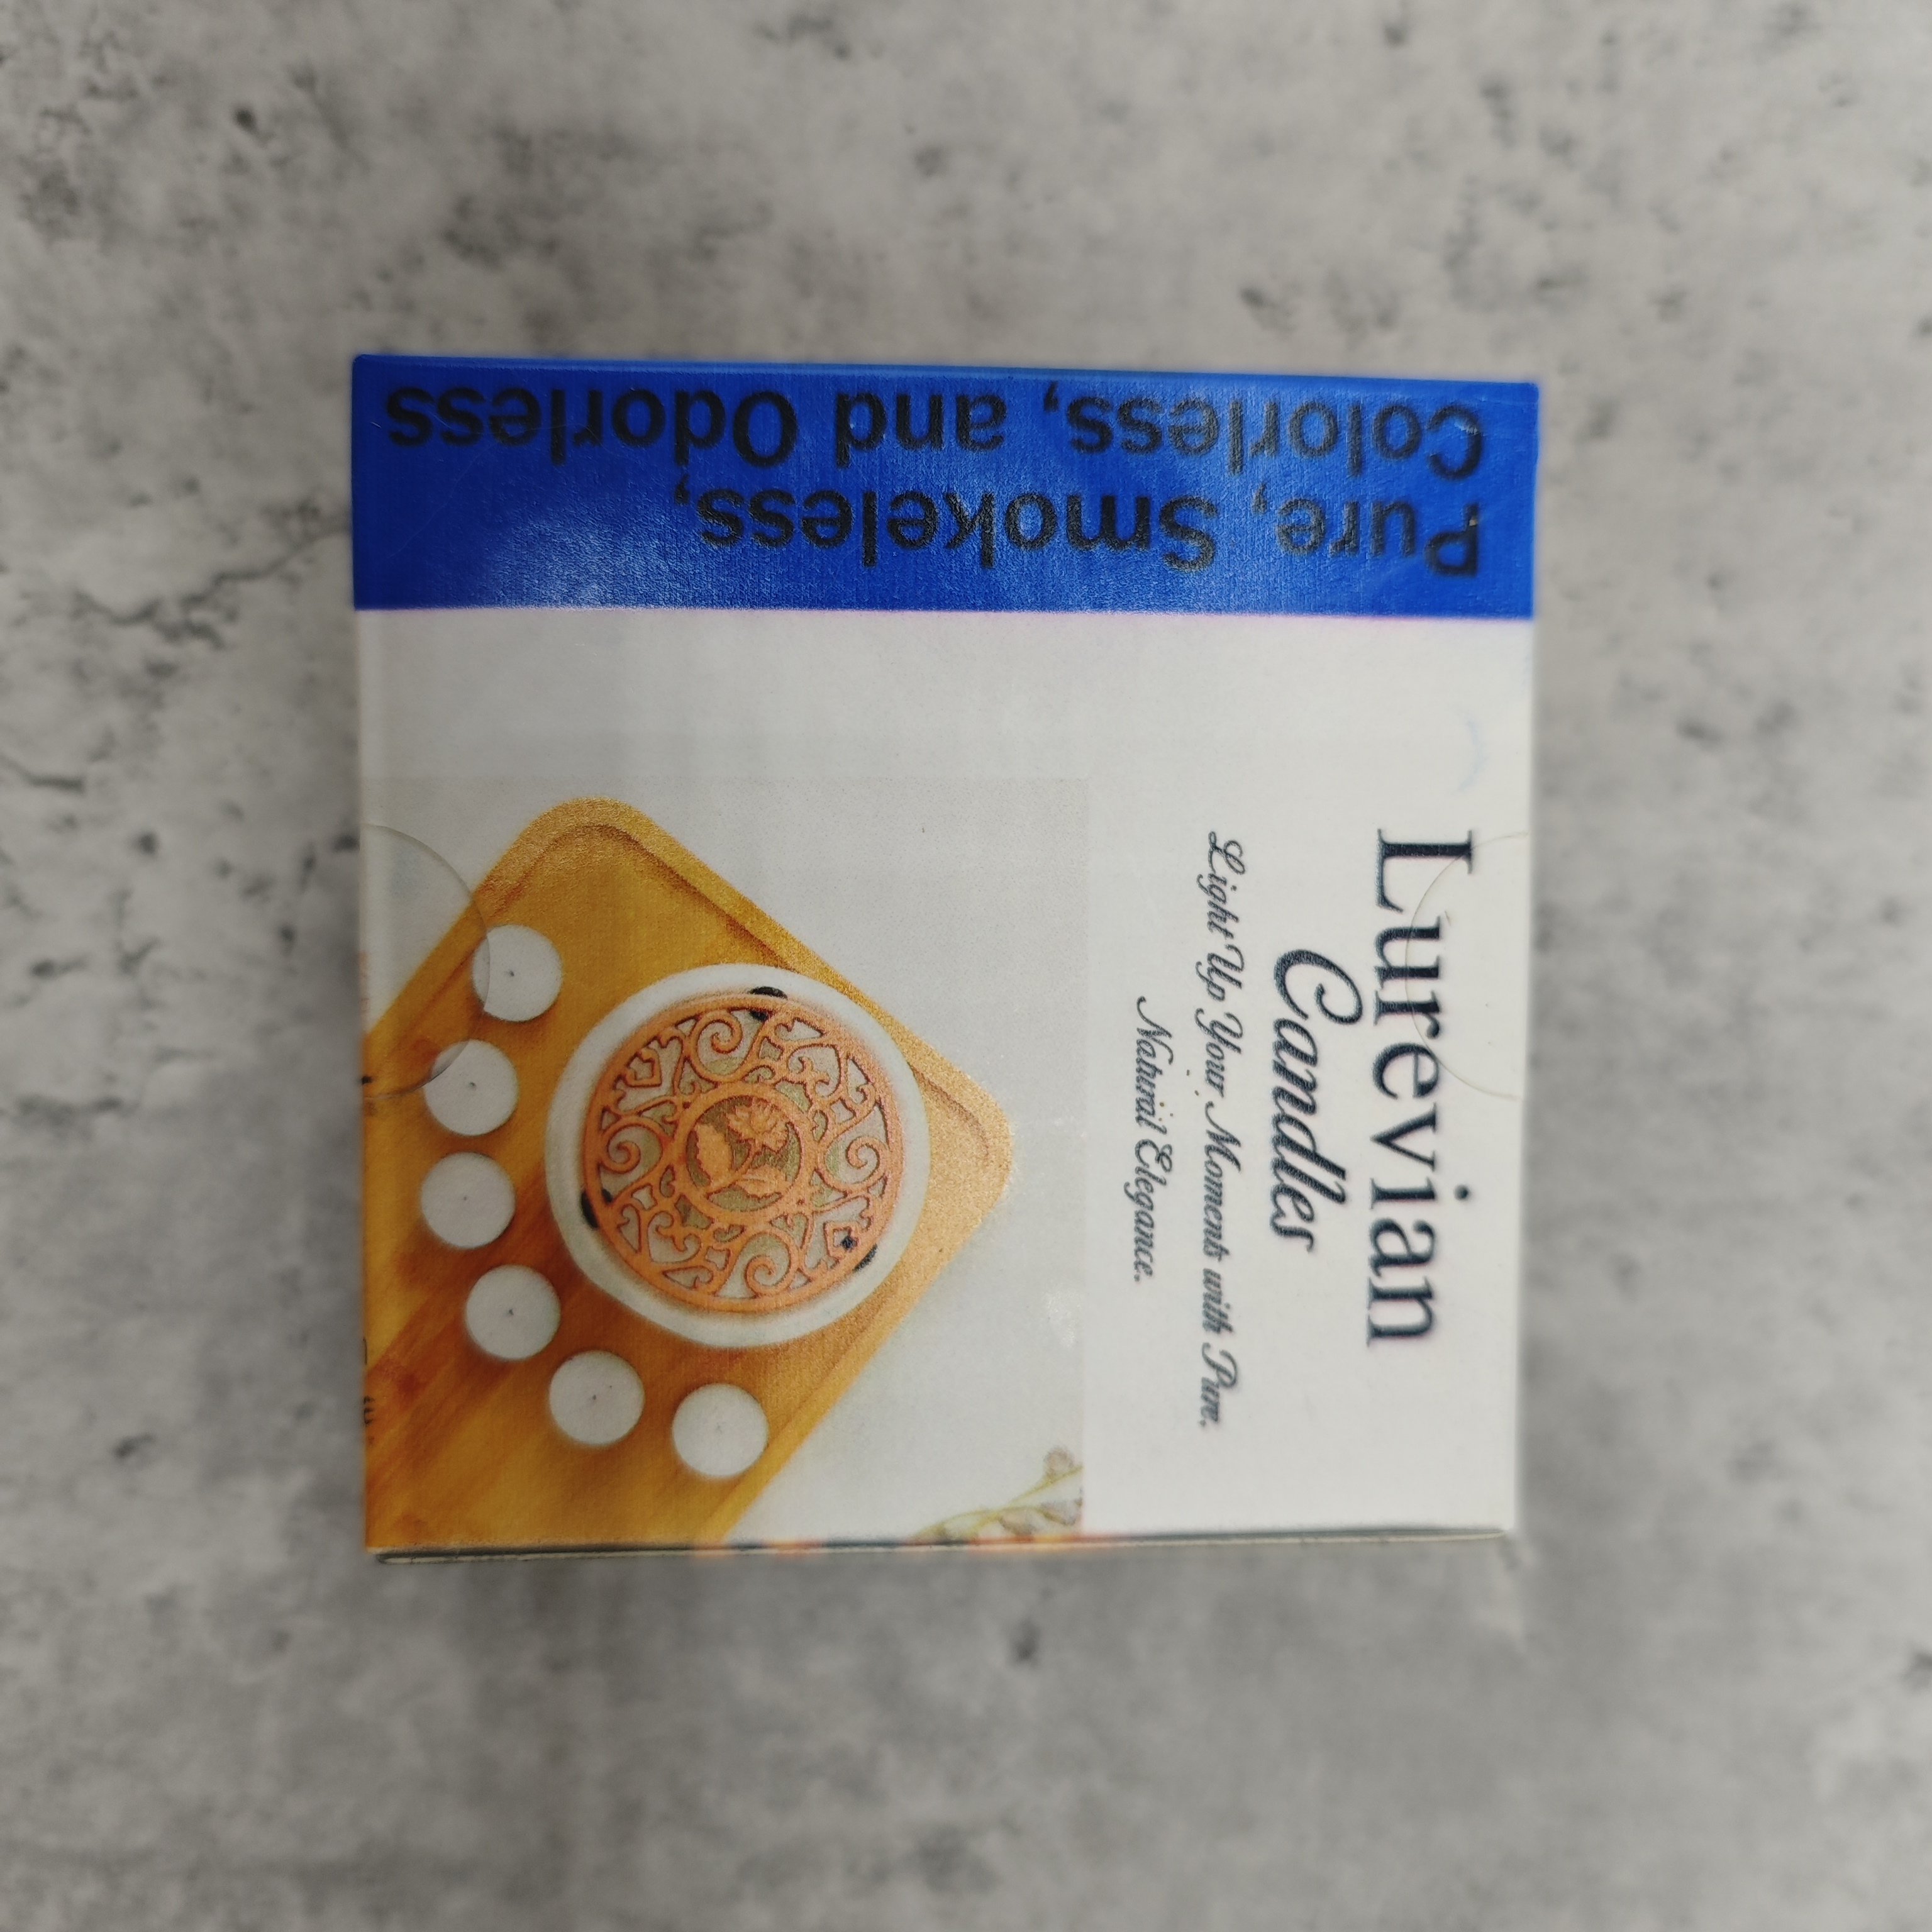 Lurevian
Candles
Light Up Your Moments with Pure,
Natural Elegance.
Pure, Smokeless,
Colorless, and Odorless